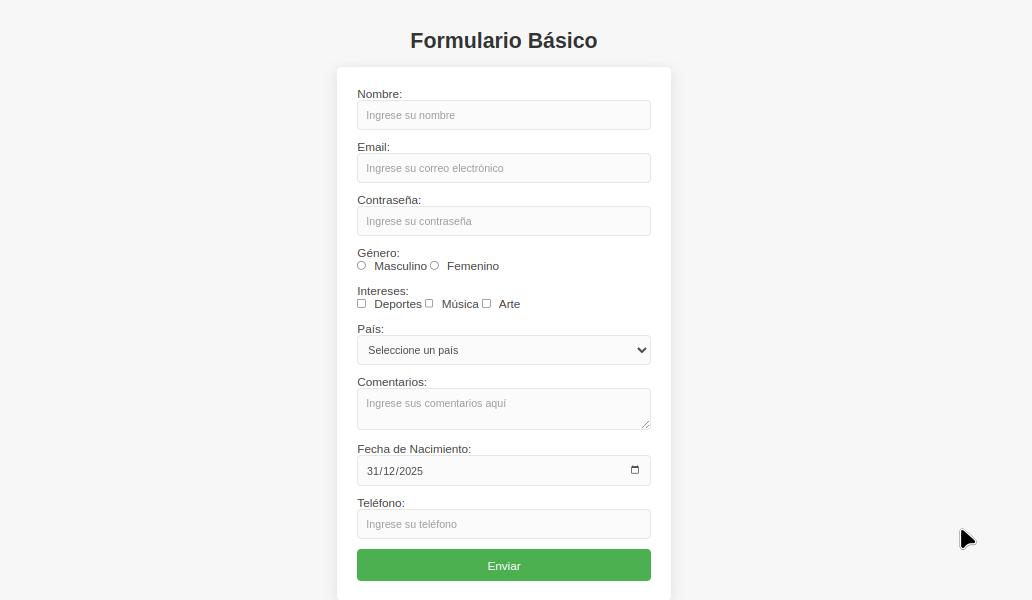 Formulario Básico
Nombre:
Ingrese su nombre
Email:
Ingrese su correo electrónico
Contraseña:
Ingrese su contraseña
Género:
Masculino Femenino
Intereses:
Deportes Música Arte
País:
Seleccione un país
Comentarios:
Ingrese sus comentarios aquí
Fecha de Nacimiento:
31/12/2025
Teléfono:
Ingrese su teléfono
Enviar